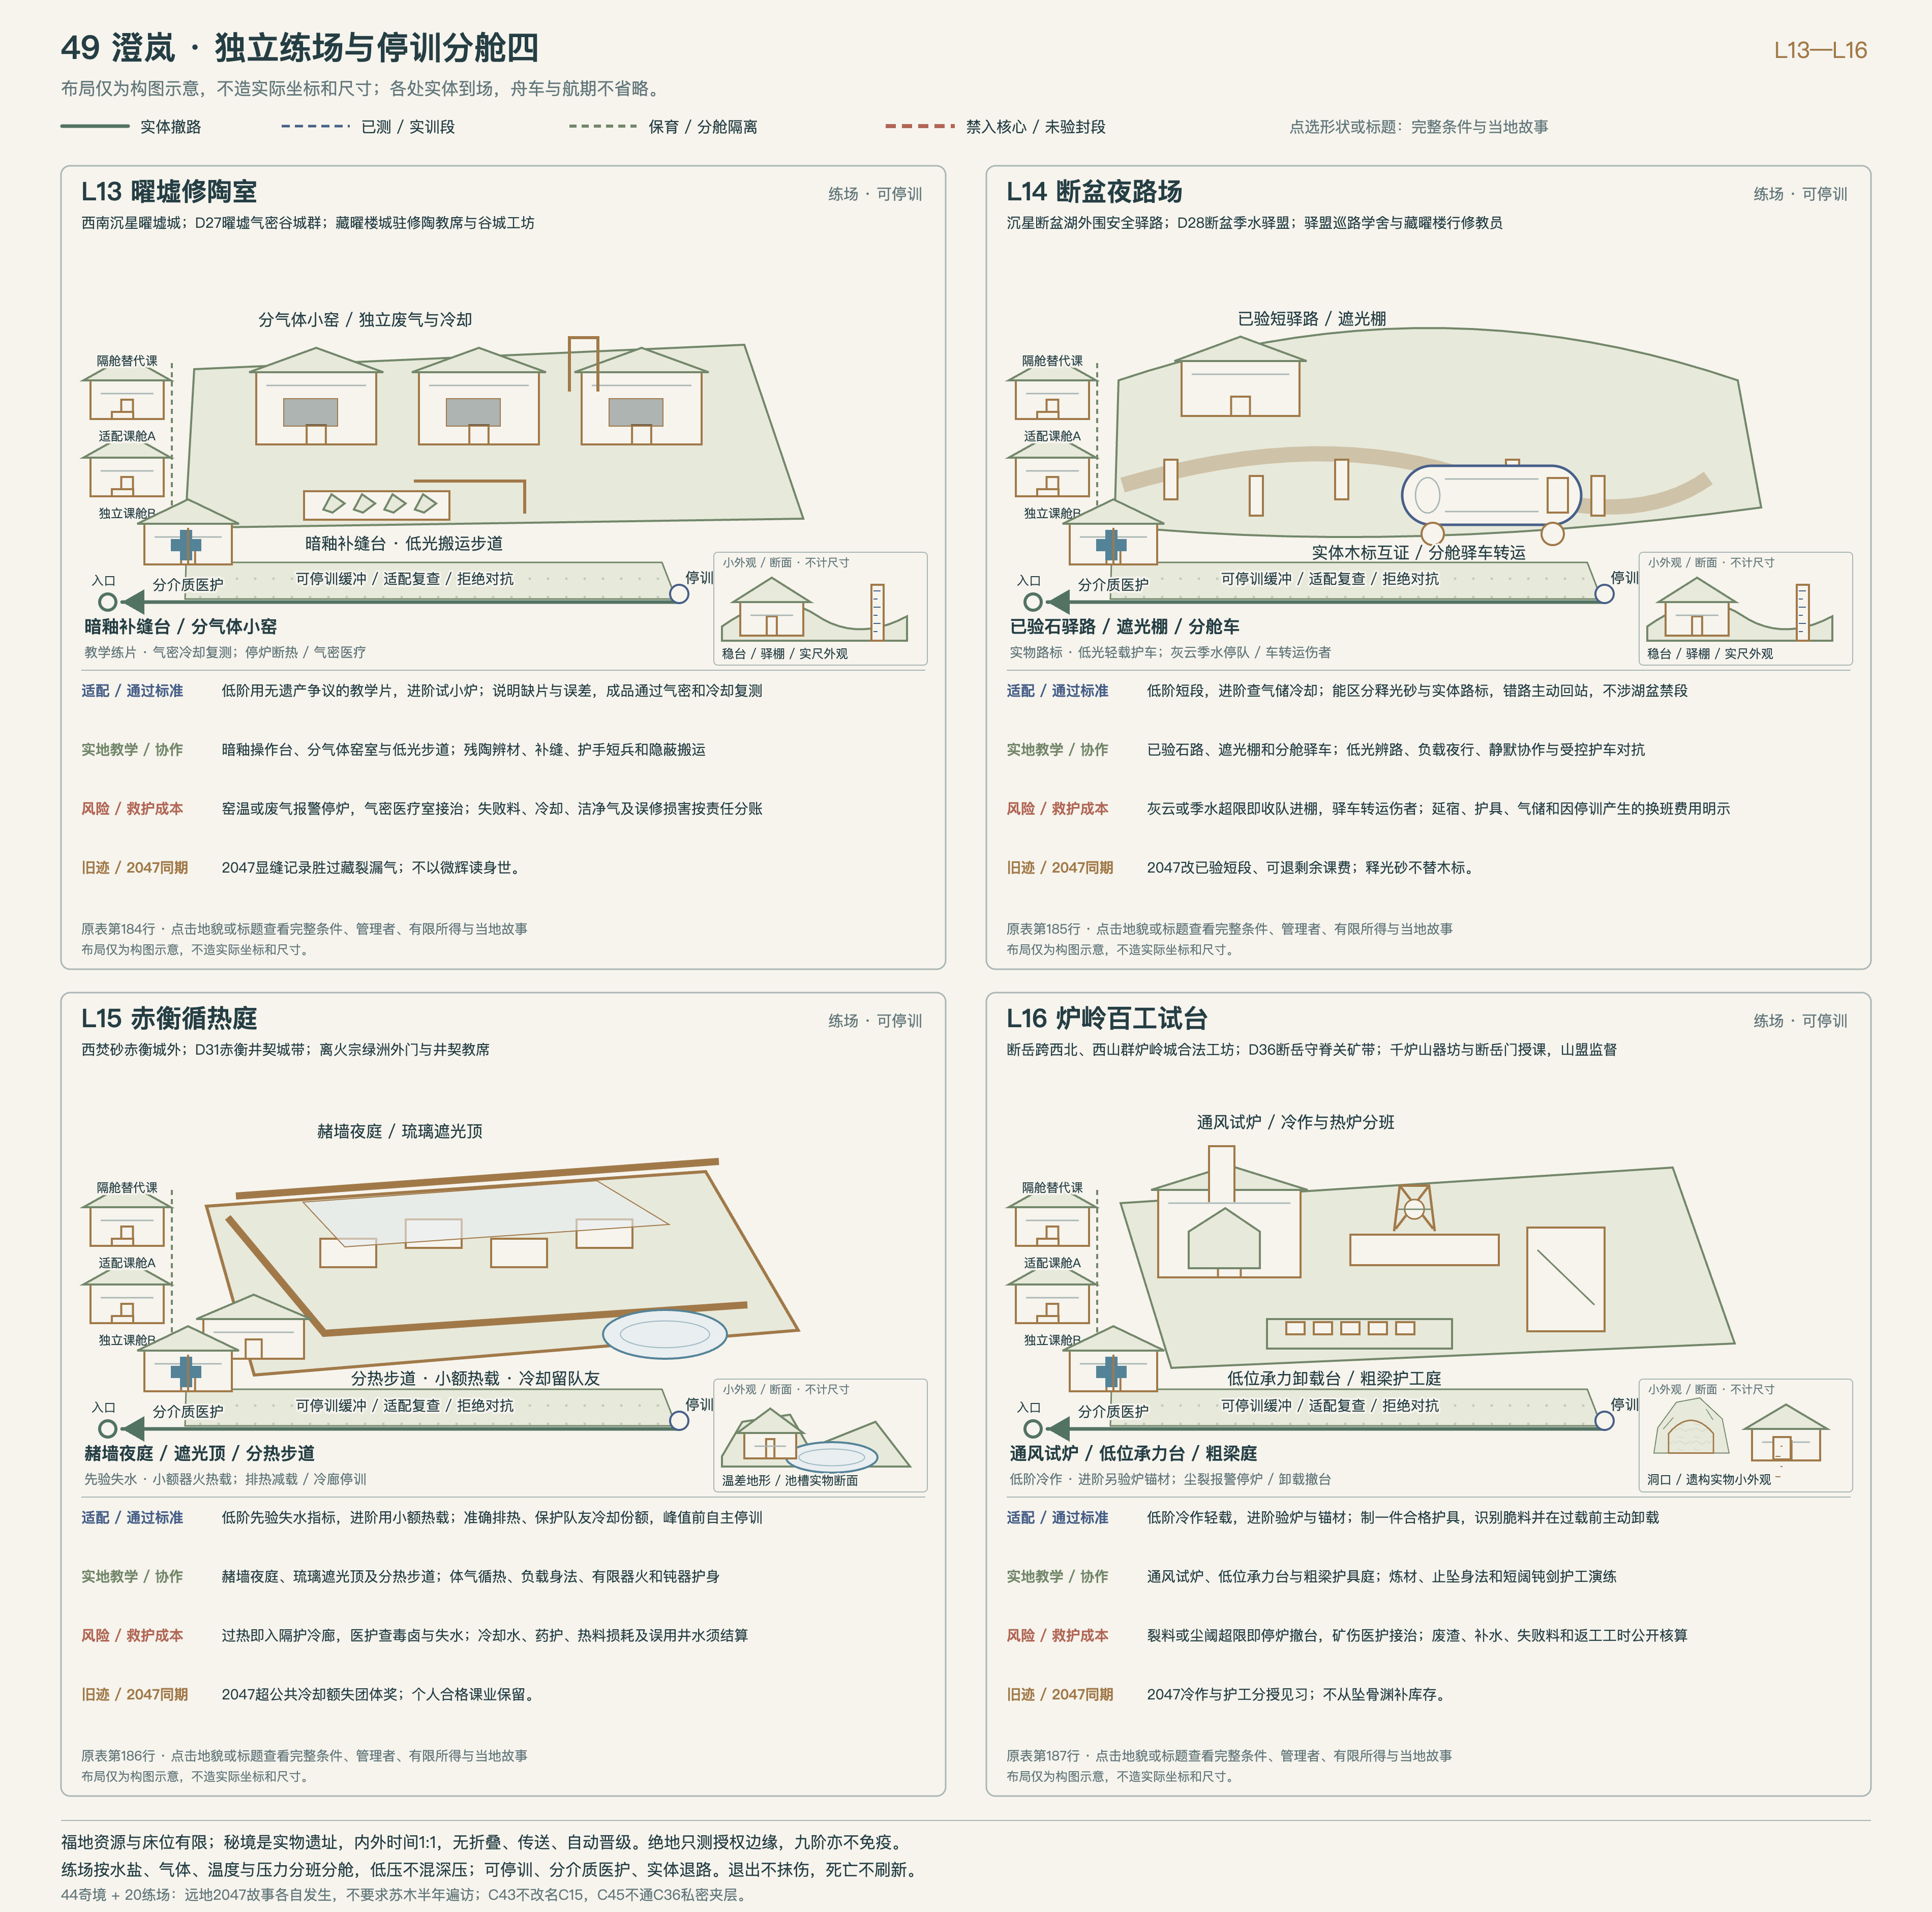 49 澄岚 · 独立练场与停训分舱四
L13—L16
布局仅为构图示意，不造实际坐标和尺寸；各处实体到场，舟车与航期不省略。
实体撤路
已测 / 实训段
保育 / 分舱隔离
禁入核心 / 未验封段
点选形状或标题：完整条件与当地故事
L13 曜墟修陶室
练场 · 可停训
西南沉星曜墟城；D27曜墟气密谷城群；藏曜楼城驻修陶教席与谷城工坊
分气体小窑 / 独立废气与冷却
隔舱替代课
适配课舱A
独立课舱B
暗釉补缝台 · 低光搬运步道
入口
分介质医护
可停训缓冲 / 适配复查 / 拒绝对抗
停训
小外观 / 断面 · 不计尺寸
稳台 / 驿棚 / 实尺外观
暗釉补缝台 / 分气体小窑
教学练片 · 气密冷却复测；停炉断热 / 气密医疗
适配 / 通过标准
低阶用无遗产争议的教学片，进阶试小炉；说明缺片与误差，成品通过气密和冷却复测
实地教学 / 协作
暗釉操作台、分气体窑室与低光步道；残陶辨材、补缝、护手短兵和隐蔽搬运
风险 / 救护成本
窑温或废气报警停炉，气密医疗室接治；失败料、冷却、洁净气及误修损害按责任分账
旧迹 / 2047同期
2047显缝记录胜过藏裂漏气；不以微辉读身世。
原表第184行 · 点击地貌或标题查看完整条件、管理者、有限所得与当地故事
布局仅为构图示意，不造实际坐标和尺寸。
L14 断盆夜路场
练场 · 可停训
沉星断盆湖外围安全驿路；D28断盆季水驿盟；驿盟巡路学舍与藏曜楼行修教员
已验短驿路 / 遮光棚
隔舱替代课
适配课舱A
独立课舱B
实体木标互证 / 分舱驿车转运
入口
分介质医护
可停训缓冲 / 适配复查 / 拒绝对抗
停训
小外观 / 断面 · 不计尺寸
稳台 / 驿棚 / 实尺外观
已验石驿路 / 遮光棚 / 分舱车
实物路标 · 低光轻载护车；灰云季水停队 / 车转运伤者
适配 / 通过标准
低阶短段，进阶查气储冷却；能区分释光砂与实体路标，错路主动回站，不涉湖盆禁段
实地教学 / 协作
已验石路、遮光棚和分舱驿车；低光辨路、负载夜行、静默协作与受控护车对抗
风险 / 救护成本
灰云或季水超限即收队进棚，驿车转运伤者；延宿、护具、气储和因停训产生的换班费用明示
旧迹 / 2047同期
2047改已验短段、可退剩余课费；释光砂不替木标。
原表第185行 · 点击地貌或标题查看完整条件、管理者、有限所得与当地故事
布局仅为构图示意，不造实际坐标和尺寸。
L15 赤衡循热庭
练场 · 可停训
西焚砂赤衡城外；D31赤衡井契城带；离火宗绿洲外门与井契教席
赭墙夜庭 / 琉璃遮光顶
隔舱替代课
适配课舱A
独立课舱B
分热步道 · 小额热载 · 冷却留队友
入口
分介质医护
可停训缓冲 / 适配复查 / 拒绝对抗
停训
小外观 / 断面 · 不计尺寸
温差地形 / 池槽实物断面
赭墙夜庭 / 遮光顶 / 分热步道
先验失水 · 小额器火热载；排热减载 / 冷廊停训
适配 / 通过标准
低阶先验失水指标，进阶用小额热载；准确排热、保护队友冷却份额，峰值前自主停训
实地教学 / 协作
赭墙夜庭、琉璃遮光顶及分热步道；体气循热、负载身法、有限器火和钝器护身
风险 / 救护成本
过热即入隔护冷廊，医护查毒卤与失水；冷却水、药护、热料损耗及误用井水须结算
旧迹 / 2047同期
2047超公共冷却额失团体奖；个人合格课业保留。
原表第186行 · 点击地貌或标题查看完整条件、管理者、有限所得与当地故事
布局仅为构图示意，不造实际坐标和尺寸。
L16 炉岭百工试台
练场 · 可停训
断岳跨西北、西山群炉岭城合法工坊；D36断岳守脊关矿带；千炉山器坊与断岳门授课，山盟监督
通风试炉 / 冷作与热炉分班
隔舱替代课
适配课舱A
独立课舱B
低位承力卸载台 / 粗梁护工庭
入口
分介质医护
可停训缓冲 / 适配复查 / 拒绝对抗
停训
小外观 / 断面 · 不计尺寸
洞口 / 遗构实物小外观
通风试炉 / 低位承力台 / 粗梁庭
低阶冷作 · 进阶另验炉锚材；尘裂报警停炉 / 卸载撤台
适配 / 通过标准
低阶冷作轻载，进阶验炉与锚材；制一件合格护具，识别脆料并在过载前主动卸载
实地教学 / 协作
通风试炉、低位承力台与粗梁护具庭；炼材、止坠身法和短阔钝剑护工演练
风险 / 救护成本
裂料或尘阈超限即停炉撤台，矿伤医护接治；废渣、补水、失败料和返工工时公开核算
旧迹 / 2047同期
2047冷作与护工分授见习；不从坠骨渊补库存。
原表第187行 · 点击地貌或标题查看完整条件、管理者、有限所得与当地故事
布局仅为构图示意，不造实际坐标和尺寸。
福地资源与床位有限；秘境是实物遗址，内外时间1:1，无折叠、传送、自动晋级。绝地只测授权边缘，九阶亦不免疫。
练场按水盐、气体、温度与压力分班分舱，低压不混深压；可停训、分介质医护、实体退路。退出不抹伤，死亡不刷新。
44奇境 + 20练场：远地2047故事各自发生，不要求苏木半年遍访；C43不改名C15，C45不通C36私密夹层。